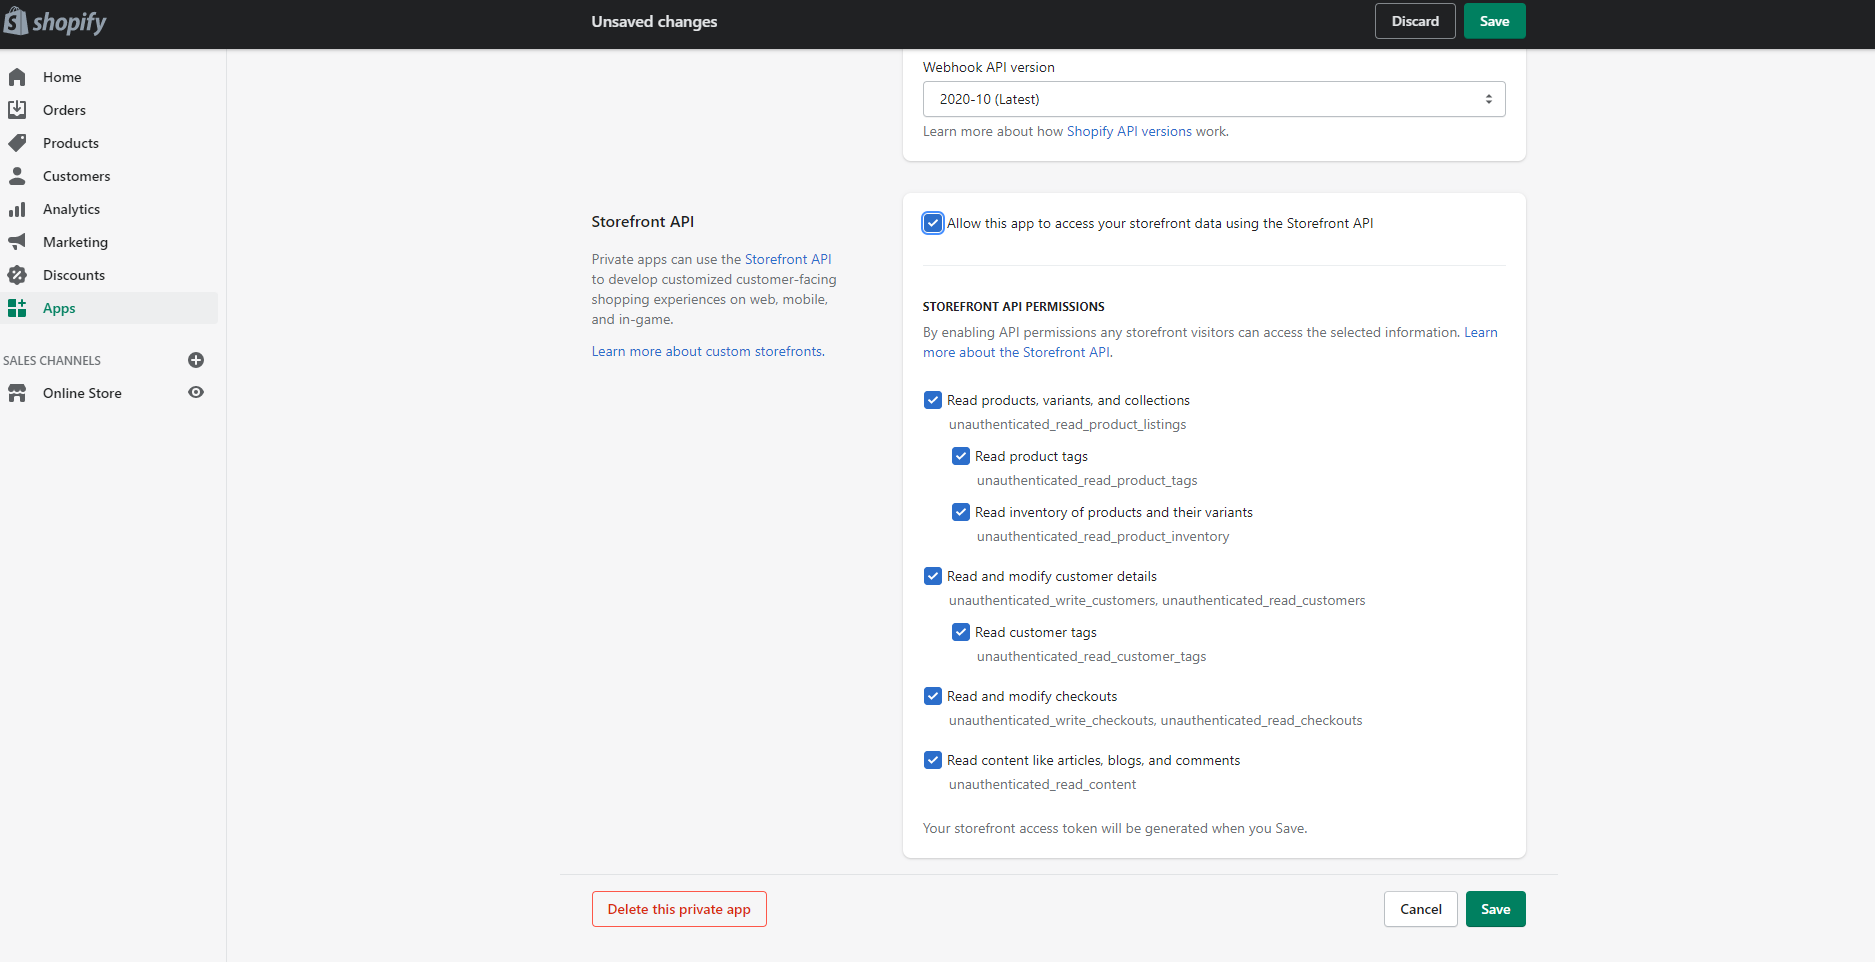 shopify
Unsaved changes
Discard
Save
Home
Orders
Products
Customers
Analytics
Marketing
Discounts
Apps
SALES CHANNELS
Online Store
Webhook API version
2020-10 (Latest)
Learn more about how Shopify API versions work.
Storefront API
Private apps can use the Storefront API
to develop customized customer-facing
shopping experiences on web, mobile,
and in-game.
Learn more about custom storefronts.
Allow this app to access your storefront data using the Storefront API
STOREFRONT API PERMISSIONS
By enabling API permissions any storefront visitors can access the selected information. Learn
more about the Storefront API.
Read products, variants, and collections
unauthenticated_read_product_listings
Read product tags
unauthenticated_read_product_tags
Read inventory of products and their variants
unauthenticated_read_product_inventory
Read and modify customer details
unauthenticated_write_customers, unauthenticated_read_customers
Read customer tags
unauthenticated_read_customer_tags
Read and modify checkouts
unauthenticated_write_checkouts, unauthenticated_read_checkouts
Read content like articles, blogs, and comments
unauthenticated_read_content
Your storefront access token will be generated when you Save.
Delete this private app
Cancel
Save